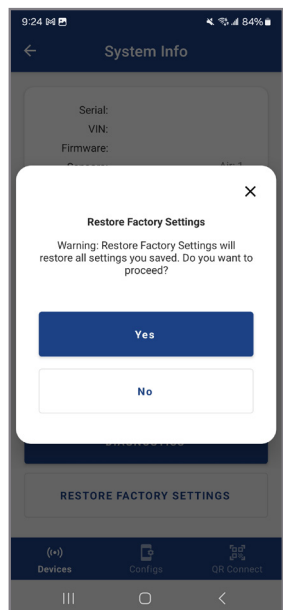 9:24
84%
System Info
Serial:
VIN:
Firmware:
Restore Factory Settings
Warning: Restore Factory Settings will
restore all settings you saved. Do you want to
proceed?
Yes
No
RESTORE FACTORY SETTINGS
Devices
Configs
QR Connect